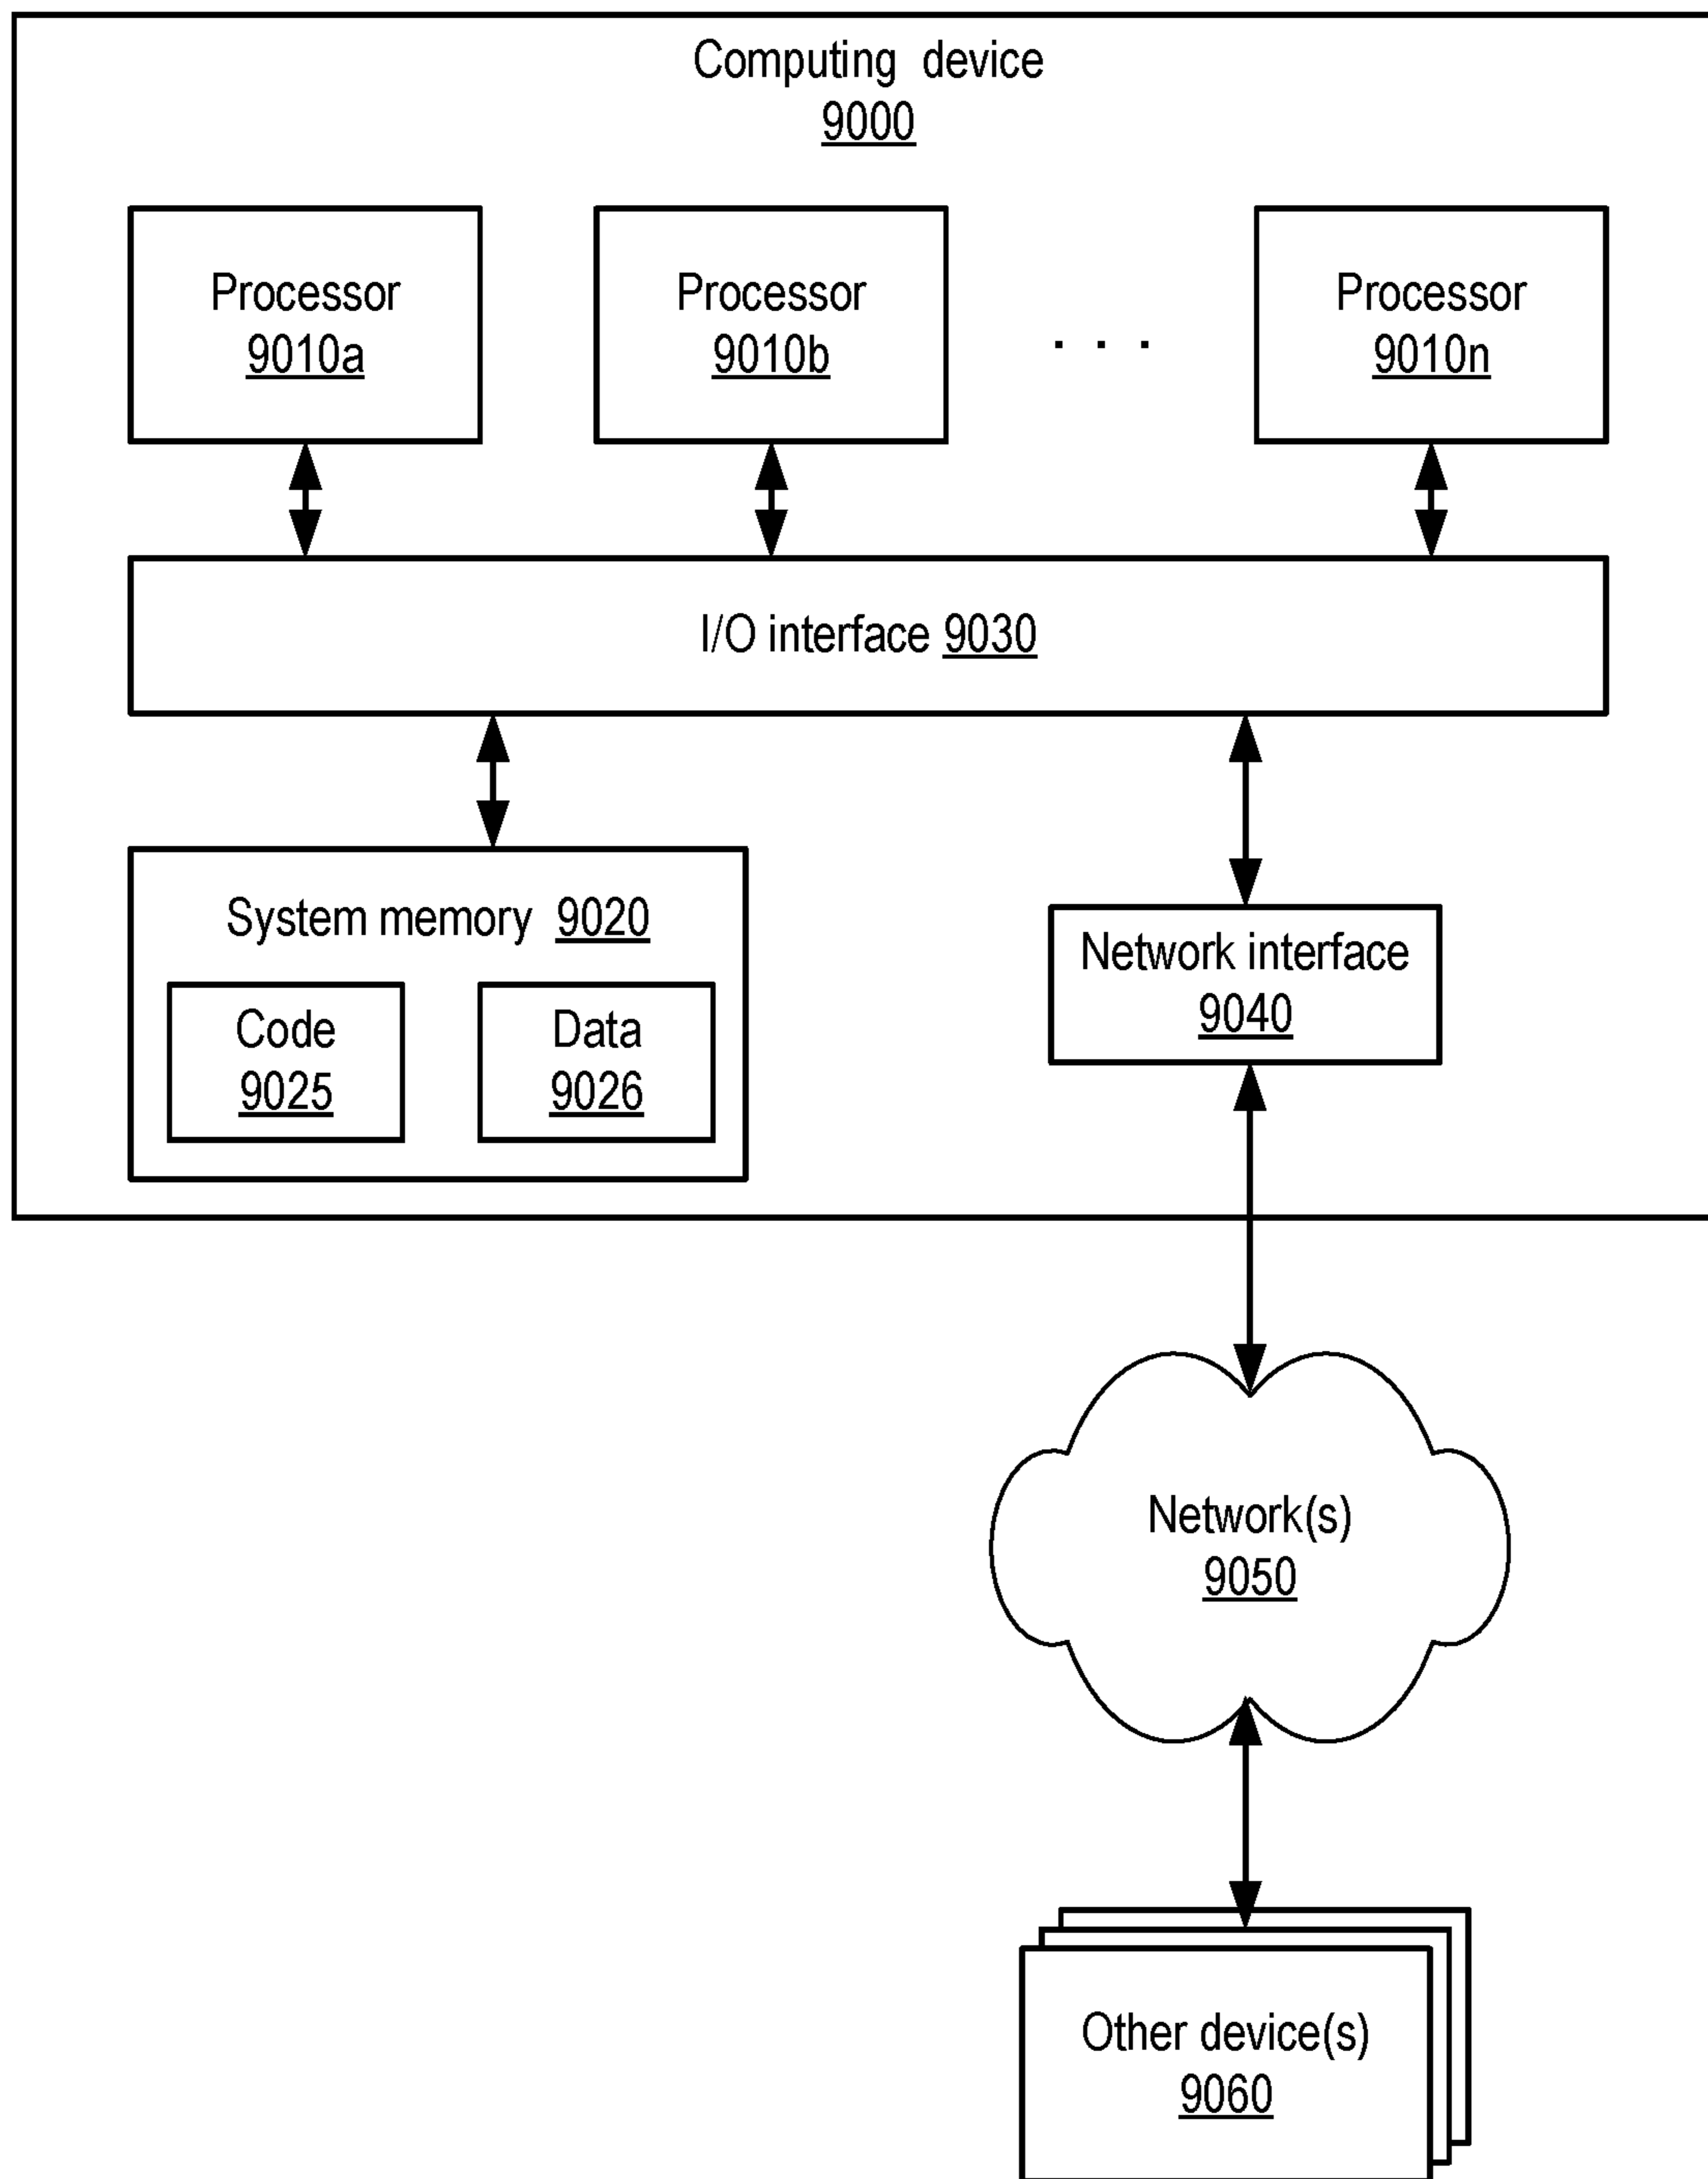 Computing device
9000
Processor
9010a
Processor
9010b
. . .
Processor
9010n
I/O interface 9030
System memory 9020
Code
9025
Data
9026
Network interface
9040
Network(s)
9050
Other device(s)
9060